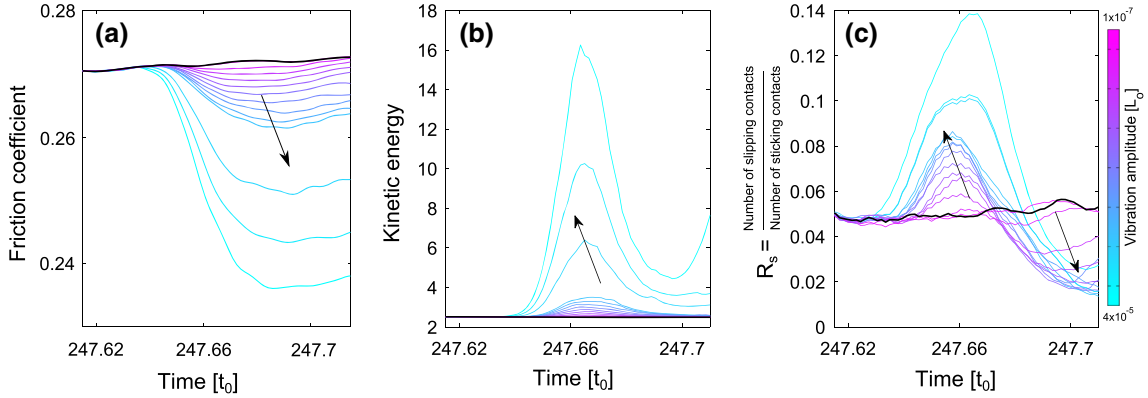 (a)
0.28
0.26
0.24
Friction coefficient
247.62
247.66
247.7
Time [t0]
(b)
18
16
14
12
10
8
6
4
2
Kinetic energy
247.62
247.66
247.7
Time [t0]
(c)
0.14
0.12
0.1
0.08
0.06
0.04
0.02
0
Rs = Number of slipping contacts
Number of sticking contacts
247.62
247.66
247.7
Time [t0]
1x10-7
Vibration amplitude [Lo]
4x10-5